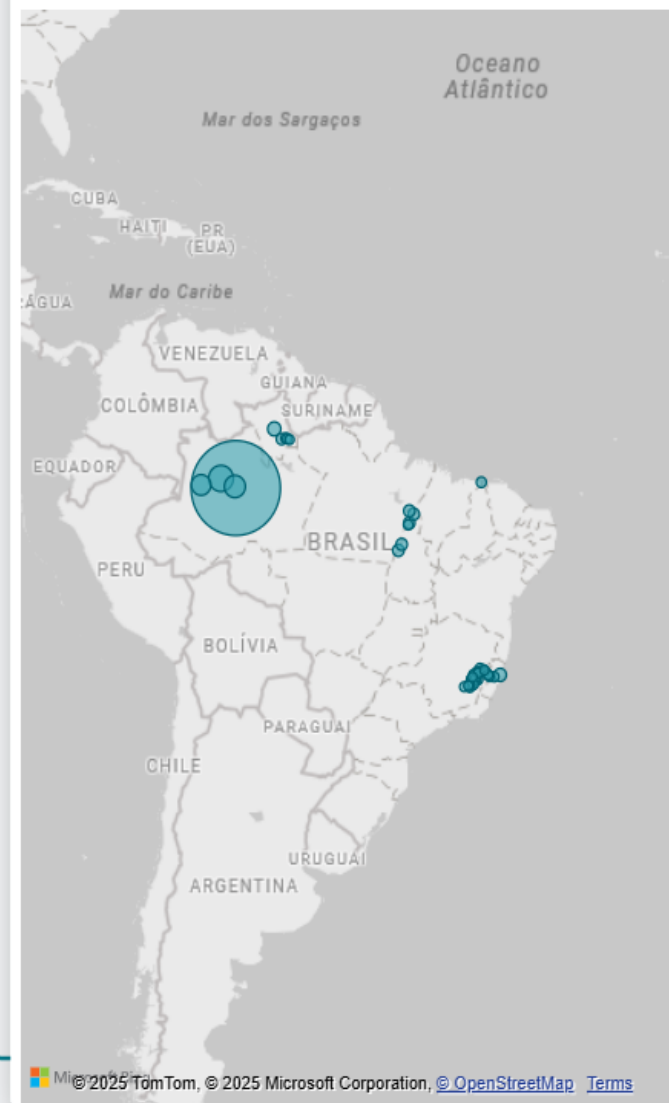 Oceano
Atlântico
Mar dos Sargaços
CUBA
HAITI
PR
(EUA)
ÁGUA
Mar do Caribe
VENEZUELA
GUIANA
COLÔMBIA
SURINAME
EQUADOR
BRASIL
PERU
BOLÍVIA
PARAGUAI
CHILE
URUGUAI
ARGENTINA
© 2025 TomTom, © 2025 Microsoft Corporation, © OpenStreetMap Terms